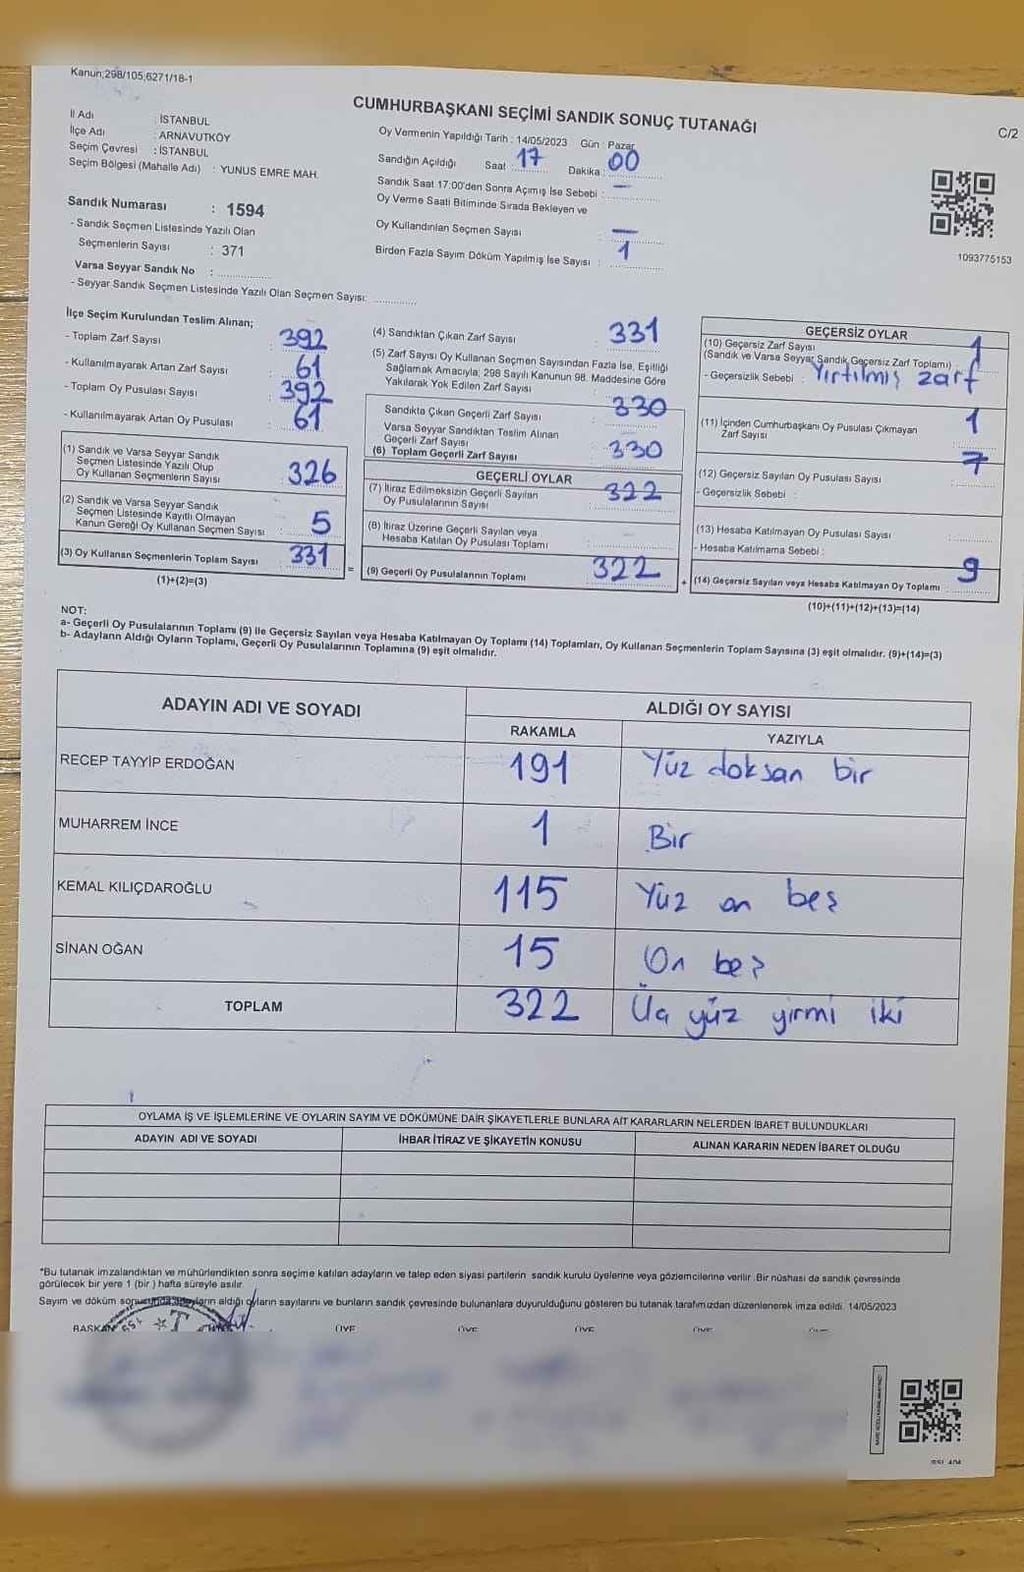 Kanun;298/105;6271/18-1
CUMHURBAŞKANI SEÇİMİ SANDIK SONUÇ TUTANAĞI
C/2
İl Adı : İSTANBUL
İlçe Adı : ARNAVUTKÖY
Seçim Çevresi : İSTANBUL
Seçim Bölgesi (Mahalle Adı) : YUNUS EMRE MAH.
Sandık Numarası : 1594
- Sandık Seçmen Listesinde Yazılı Olan
Seçmenlerin Sayısı : 371
Varsa Seyyar Sandık No :
- Seyyar Sandık Seçmen Listesinde Yazılı Olan Seçmen Sayısı:
Oy Vermenin Yapıldığı Tarih : 14/05/2023 Gün : Pazar
Sandığın Açıldığı Saat : 17 Dakika : 00
Sandık Saat 17:00'den Sonra Açımış İse Sebebi : —
Oy Verme Saati Bitiminde Sırada Bekleyen ve
Oy Kullandırılan Seçmen Sayısı : —
Birden Fazla Sayım Döküm Yapılmış İse Sayısı : 1
1093775153
İlçe Seçim Kurulundan Teslim Alınan;
- Toplam Zarf Sayısı : 392
- Kullanılmayarak Artan Zarf Sayısı : 61
- Toplam Oy Pusulası Sayısı : 392
- Kullanılmayarak Artan Oy Pusulası : 61
(1) Sandık ve Varsa Seyyar Sandık
Seçmen Listesinde Yazılı Olup
Oy Kullanan Seçmenlerin Sayısı : 326
(2) Sandık ve Varsa Seyyar Sandık
Seçmen Listesinde Kayıtlı Olmayan
Kanun Gereği Oy Kullanan Seçmen Sayısı : 5
(3) Oy Kullanan Seçmenlerin Toplam Sayısı : 331
(1)+(2)=(3)
(4) Sandıktan Çıkan Zarf Sayısı : 331
(5) Zarf Sayısı Oy Kullanan Seçmen Sayısından Fazla İse, Eşitliği
Sağlamak Amacıyla; 298 Sayılı Kanunun 98. Maddesine Göre
Yakılarak Yok Edilen Zarf Sayısı :
Sandıkta Çıkan Geçerli Zarf Sayısı : 330
Varsa Seyyar Sandıktan Teslim Alınan
Geçerli Zarf Sayısı :
(6) Toplam Geçerli Zarf Sayısı : 330
GEÇERLİ OYLAR
(7) İtiraz Edilmeksizin Geçerli Sayılan
Oy Pusulalarının Sayısı : 322
(8) İtiraz Üzerine Geçerli Sayılan veya
Hesaba Katılan Oy Pusulası Toplamı :
= (9) Geçerli Oy Pusulalarının Toplamı : 322
GEÇERSİZ OYLAR
(10) Geçersiz Zarf Sayısı 1
(Sandık ve Varsa Seyyar Sandık Geçersiz Zarf Toplamı)
- Geçersizlik Sebebi : Yırtılmış zarf
(11) İçinden Cumhurbaşkanı Oy Pusulası Çıkmayan
Zarf Sayısı : 1
(12) Geçersiz Sayılan Oy Pusulası Sayısı : 7
- Geçersizlik Sebebi :
(13) Hesaba Katılmayan Oy Pusulası Sayısı :
- Hesaba Katılmama Sebebi :
+ (14) Geçersiz Sayılan veya Hesaba Katılmayan Oy Toplamı : 9
(10)+(11)+(12)+(13)=(14)
NOT:
a- Geçerli Oy Pusulalarının Toplamı (9) ile Geçersiz Sayılan veya Hesaba Katılmayan Oy Toplamı (14) Toplamları, Oy Kullanan Seçmenlerin Toplam Sayısına (3) eşit olmalıdır. (9)+(14)=(3)
b- Adayların Aldığı Oyların Toplamı, Geçerli Oy Pusulalarının Toplamına (9) eşit olmalıdır.
ADAYIN ADI VE SOYADI ALDIĞI OY SAYISI
RAKAMLA YAZIYLA
RECEP TAYYİP ERDOĞAN 191 Yüz doksan bir
MUHARREM İNCE 1 Bir
KEMAL KILIÇDAROĞLU 115 Yüz on beş
SİNAN OĞAN 15 On beş
TOPLAM 322 Üç yüz yirmi iki
OYLAMA İŞ VE İŞLEMLERİNE VE OYLARIN SAYIM VE DÖKÜMÜNE DAİR ŞİKAYETLERLE BUNLARA AİT KARARLARIN NELERDEN İBARET BULUNDUKLARI
ADAYIN ADI VE SOYADI İHBAR İTİRAZ VE ŞİKAYETİN KONUSU ALINAN KARARIN NEDEN İBARET OLDUĞU
*Bu tutanak imzalandıktan ve mühürlendikten sonra seçime katılan adayların ve talep eden siyasi partilerin sandık kurulu üyelerine veya gözlemcilerine verilir. Bir nüshası da sandık çevresinde
görülecek bir yere 1 (bir ) hafta süreyle asılır.
Sayım ve döküm sonucunda adayların aldığı oyların sayılarını ve bunların sandık çevresinde bulunanlara duyurulduğunu gösteren bu tutanak tarafımızdan düzenlenerek imza edildi. 14/05/2023
BAŞKAN ÜYE ÜYE ÜYE ÜYE